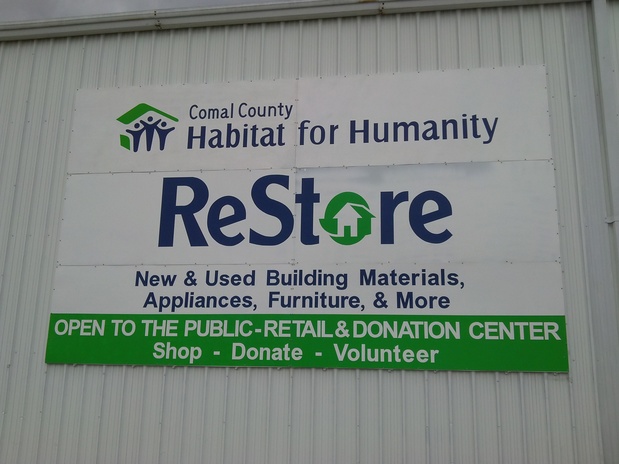 Comal County
Habitat for Humanity
ReStore
New & Used Building Materials,
Appliances, Furniture, & More
OPEN TO THE PUBLIC-RETAIL & DONATION CENTER
Shop - Donate - Volunteer